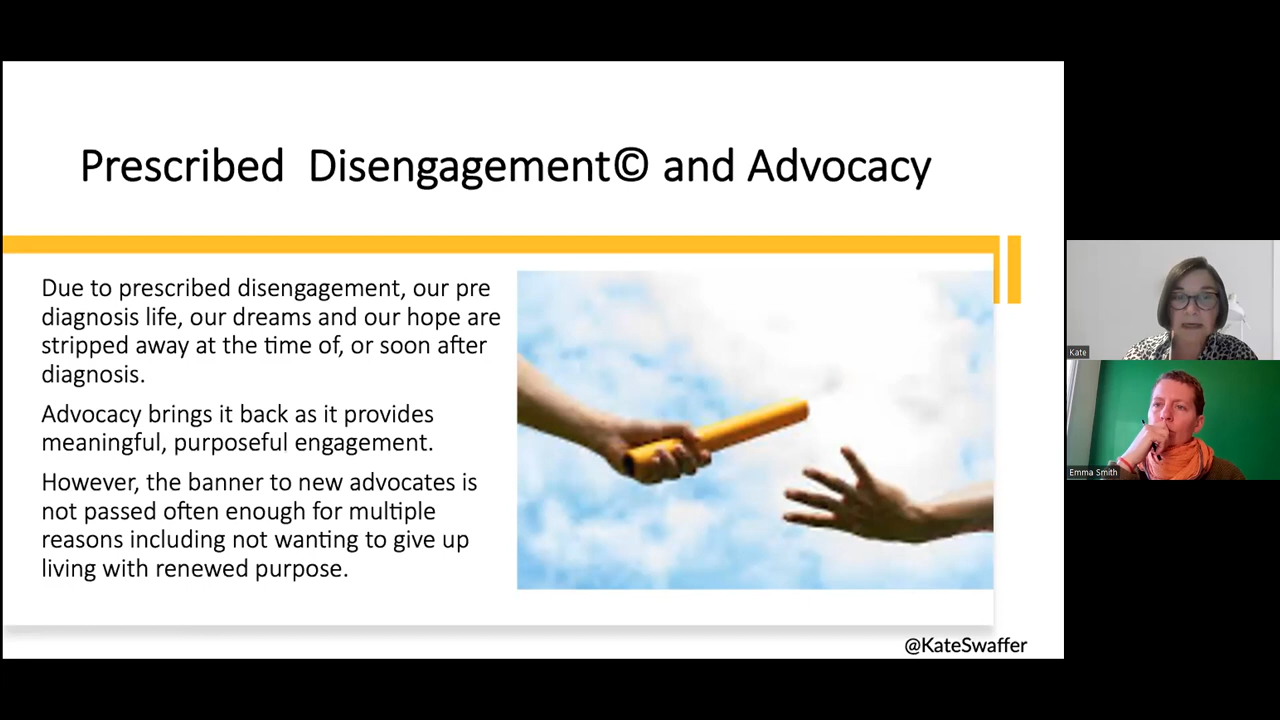 Prescribed  Disengagement© and Advocacy
Due to prescribed disengagement, our pre
diagnosis life, our dreams and our hope are
stripped away at the time of, or soon after
diagnosis.
Advocacy brings it back as it provides
meaningful, purposeful engagement.
However, the banner to new advocates is
not passed often enough for multiple
reasons including not wanting to give up
living with renewed purpose.
@KateSwaffer
Kate
Emma Smith